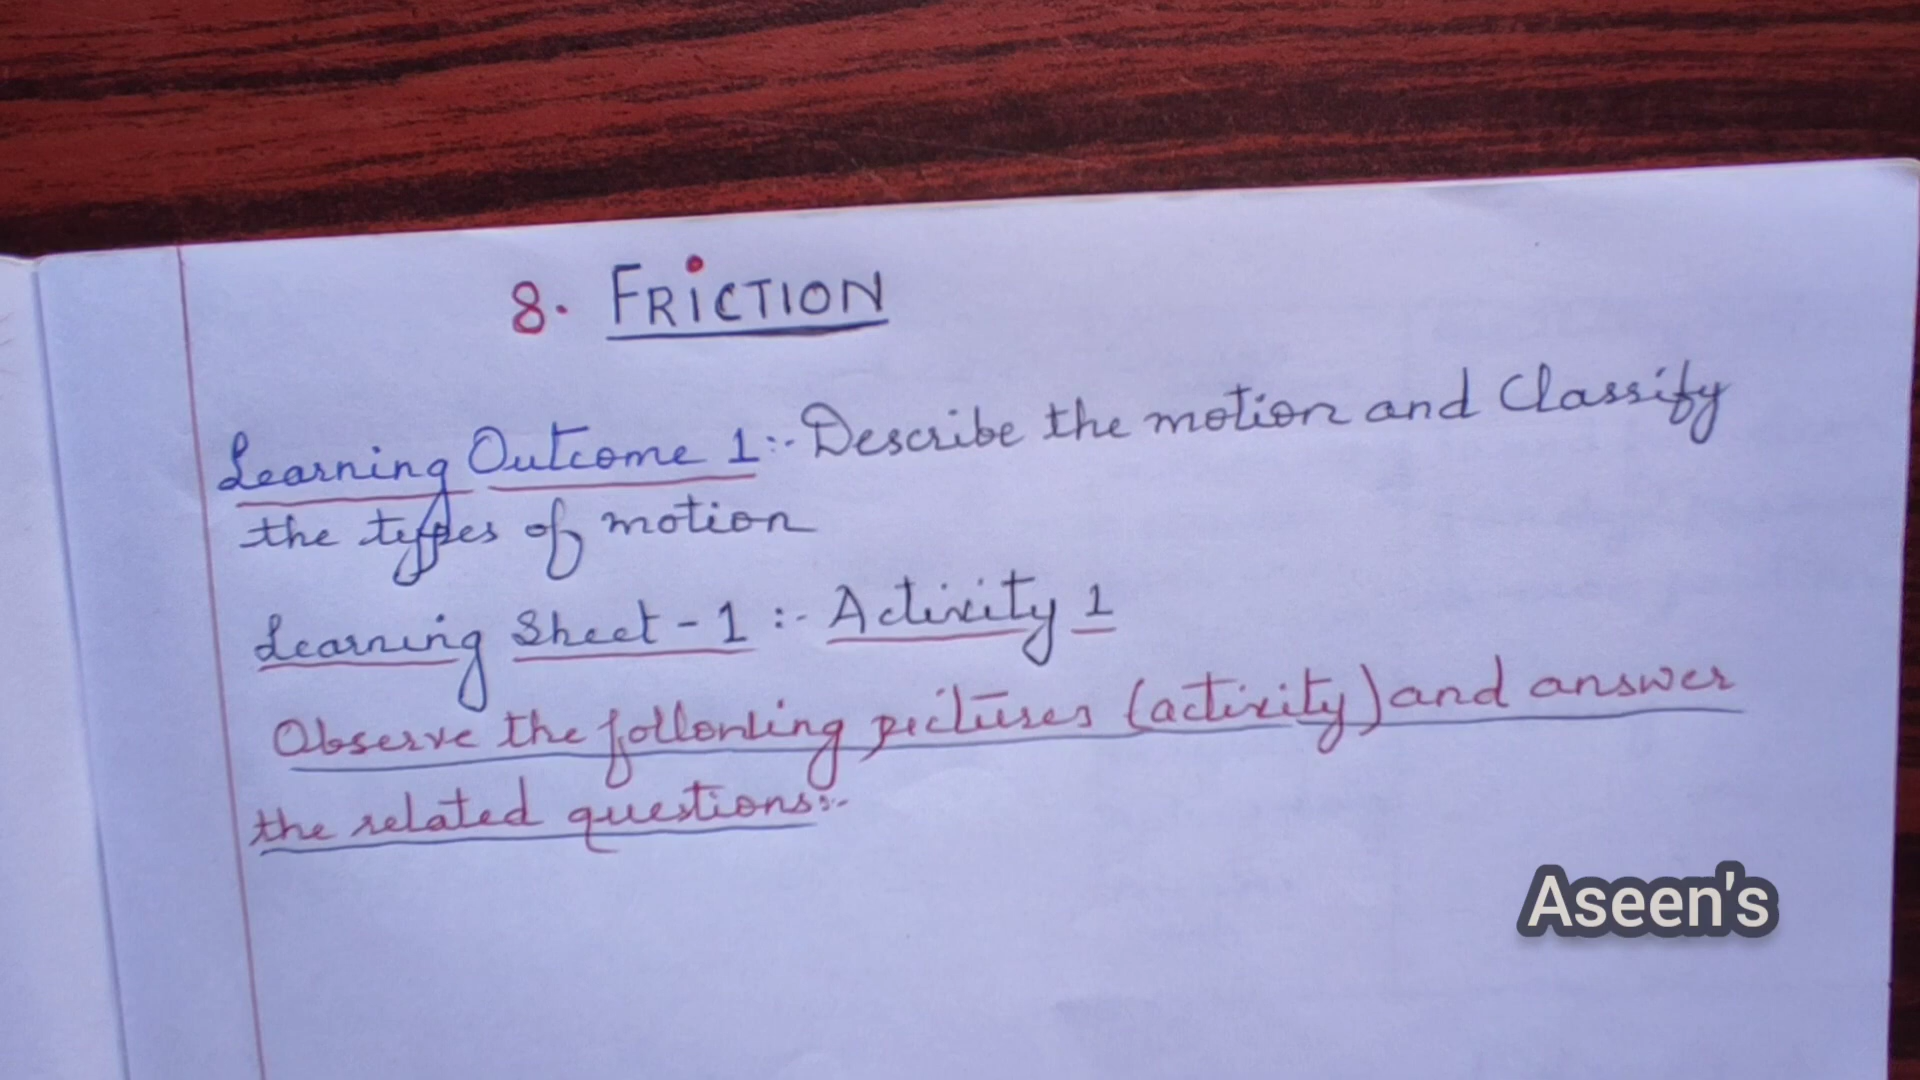 8. FRiCTION
Learning Outcome 1:- Describe the motion and Classify
the types of motion
Learning Sheet - 1 :- Activity 1
Observe the following pictures (activity) and answer
the related questions:-
Aseen's